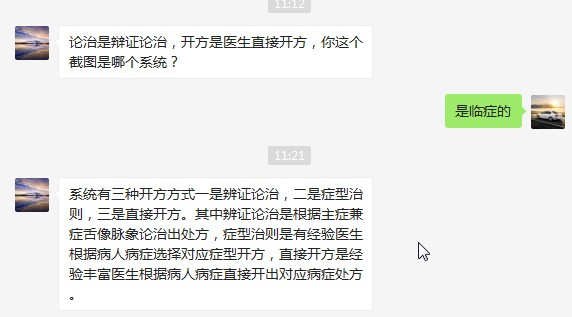 11:12
论治是辩证论治，开方是医生直接开方，你这个
截图是哪个系统？
是临症的
11:21
系统有三种开方方式一是辨证论治，二是症型治
则，三是直接开方。其中辨证论治是根据主症兼
症舌像脉象论治出处方，症型治则是有经验医生
根据病人病症选择对应症型开方，直接开方是经
验丰富医生根据病人病症直接开出对应病症处方
。